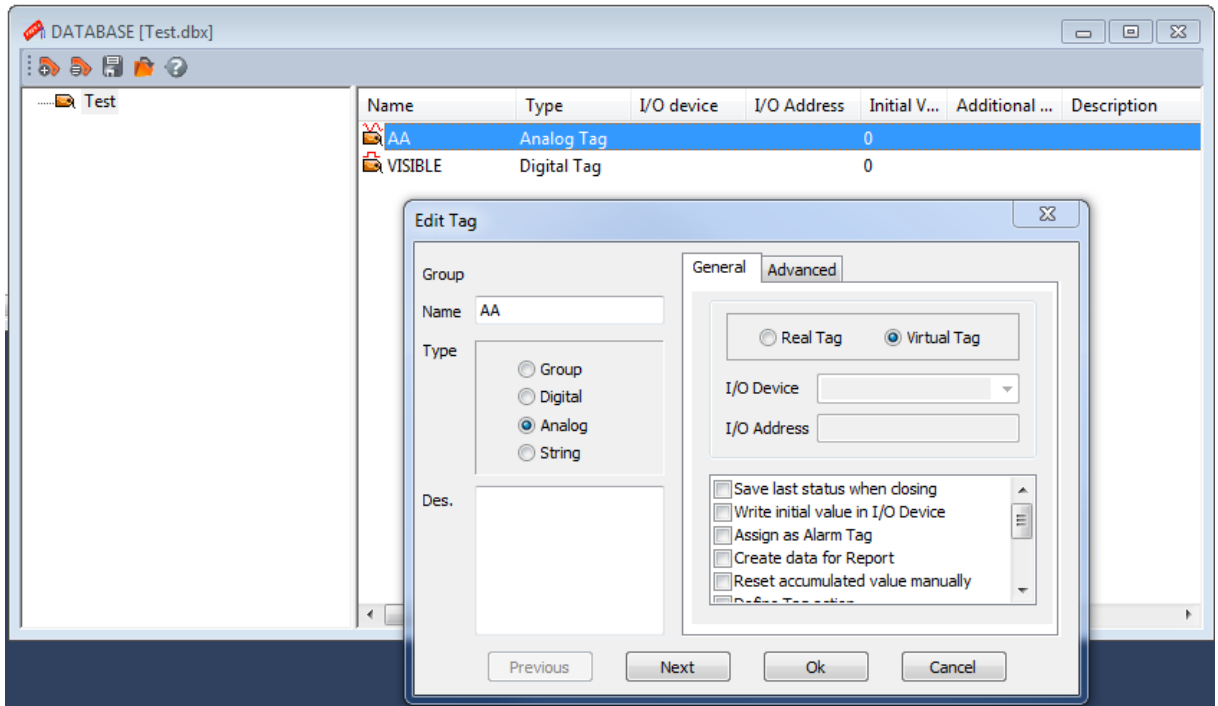 DATABASE [Test.dbx]
Test
Name Type I/O device I/O Address Initial V... Additional ... Description
AA Analog Tag 0
VISIBLE Digital Tag 0
Edit Tag
Group
Name AA
Type
Group
Digital
Analog
String
Des.
General Advanced
Real Tag Virtual Tag
I/O Device
I/O Address
Save last status when closing
Write initial value in I/O Device
Assign as Alarm Tag
Create data for Report
Reset accumulated value manually
Define Tag action
Previous Next Ok Cancel